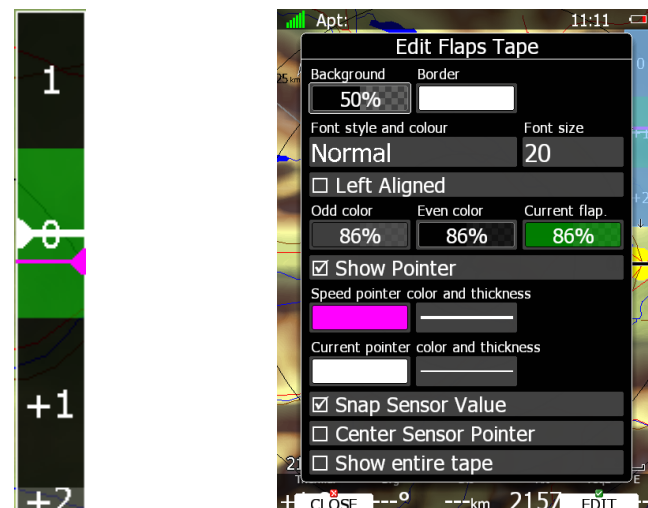 1
0
+1
+2
Apt: 11:11
Edit Flaps Tape
25 km
Background Border
50%
Font style and colour Font size
Normal 20
Left Aligned
Odd color Even color Current flap.
86% 86% 86%
Show Pointer
Speed pointer color and thickness
Current pointer color and thickness
Snap Sensor Value
Center Sensor Pointer
Show entire tape
CLOSE ---° ---km 2157 EDIT